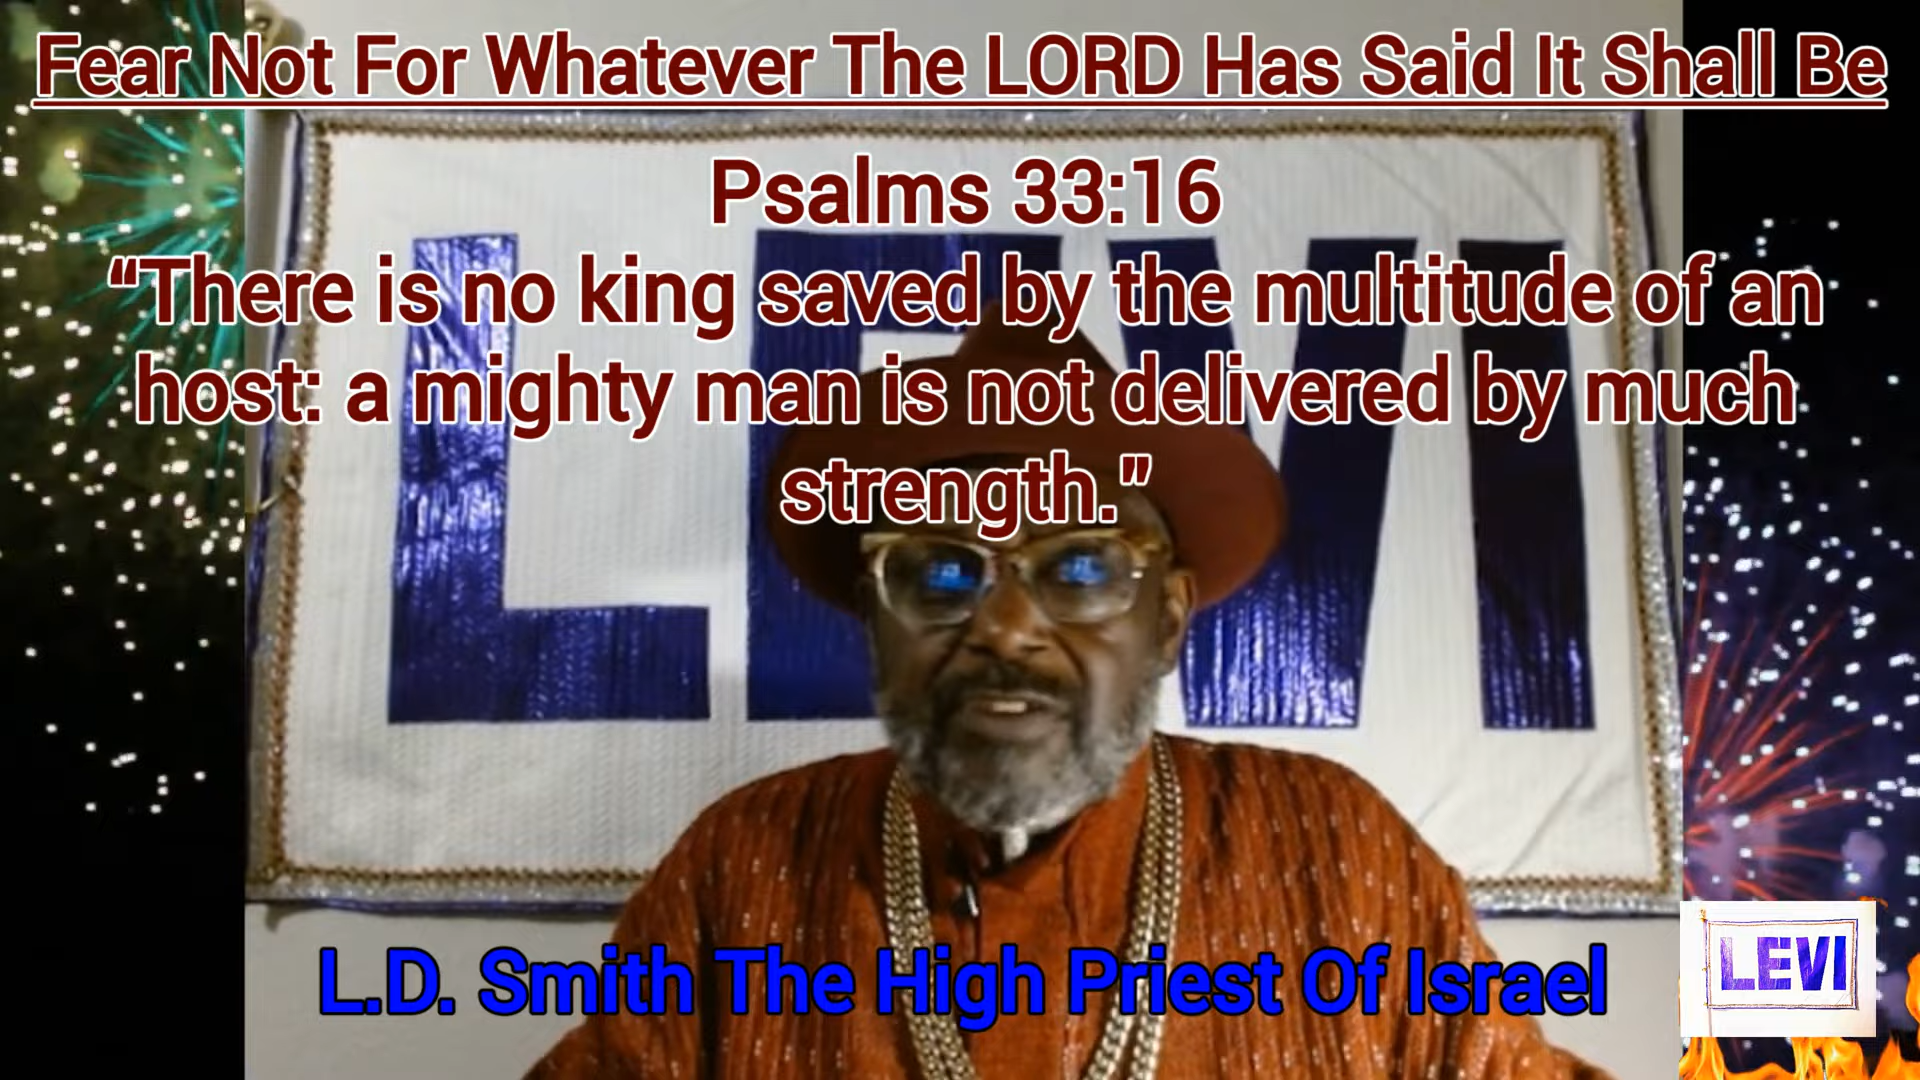 Fear Not For Whatever The LORD Has Said It Shall Be
Psalms 33:16
“There is no king saved by the multitude of an
host: a mighty man is not delivered by much
strength.”
LEVI
L.D. Smith The High Priest Of Israel
LEVI